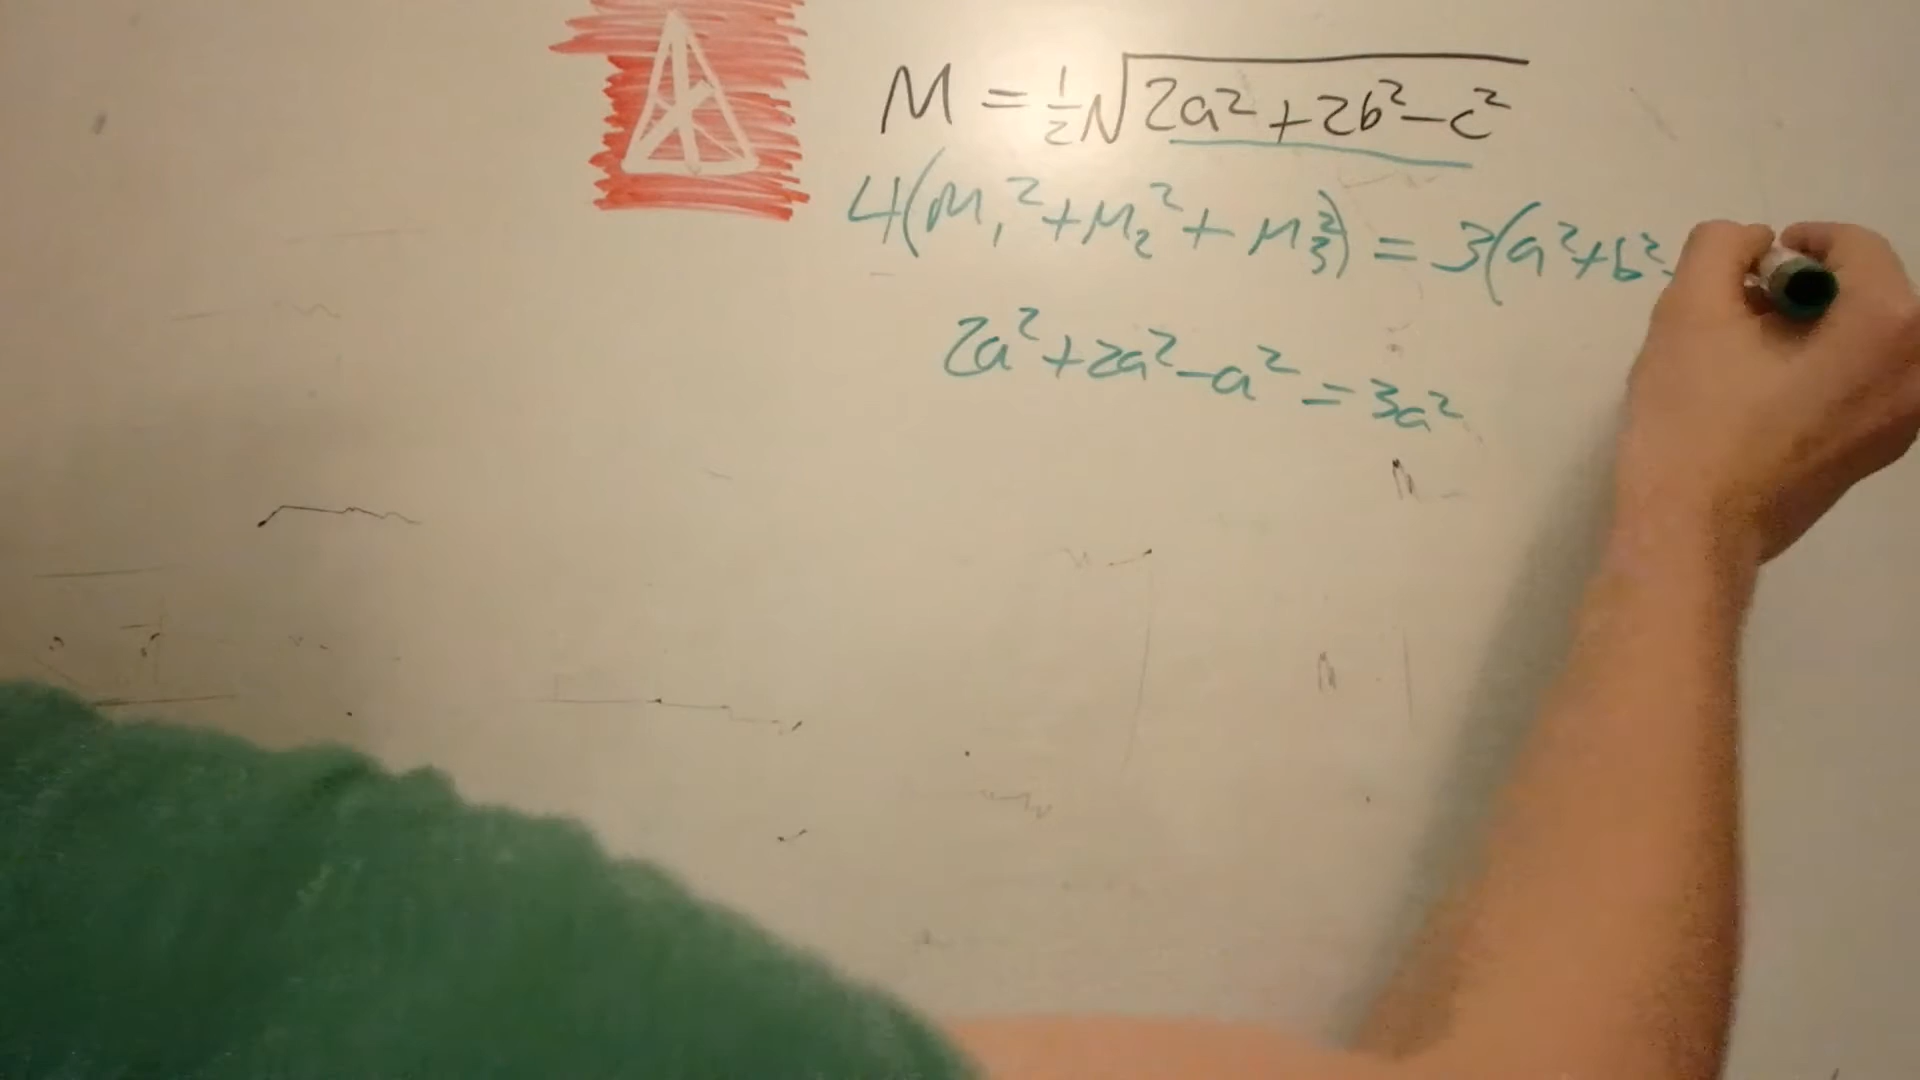 M = ½√(2a²+2b²-c²)
4(M₁²+M₂²+M₃²) = 3(a²+b²
2a²+2a²-a² = 3a²